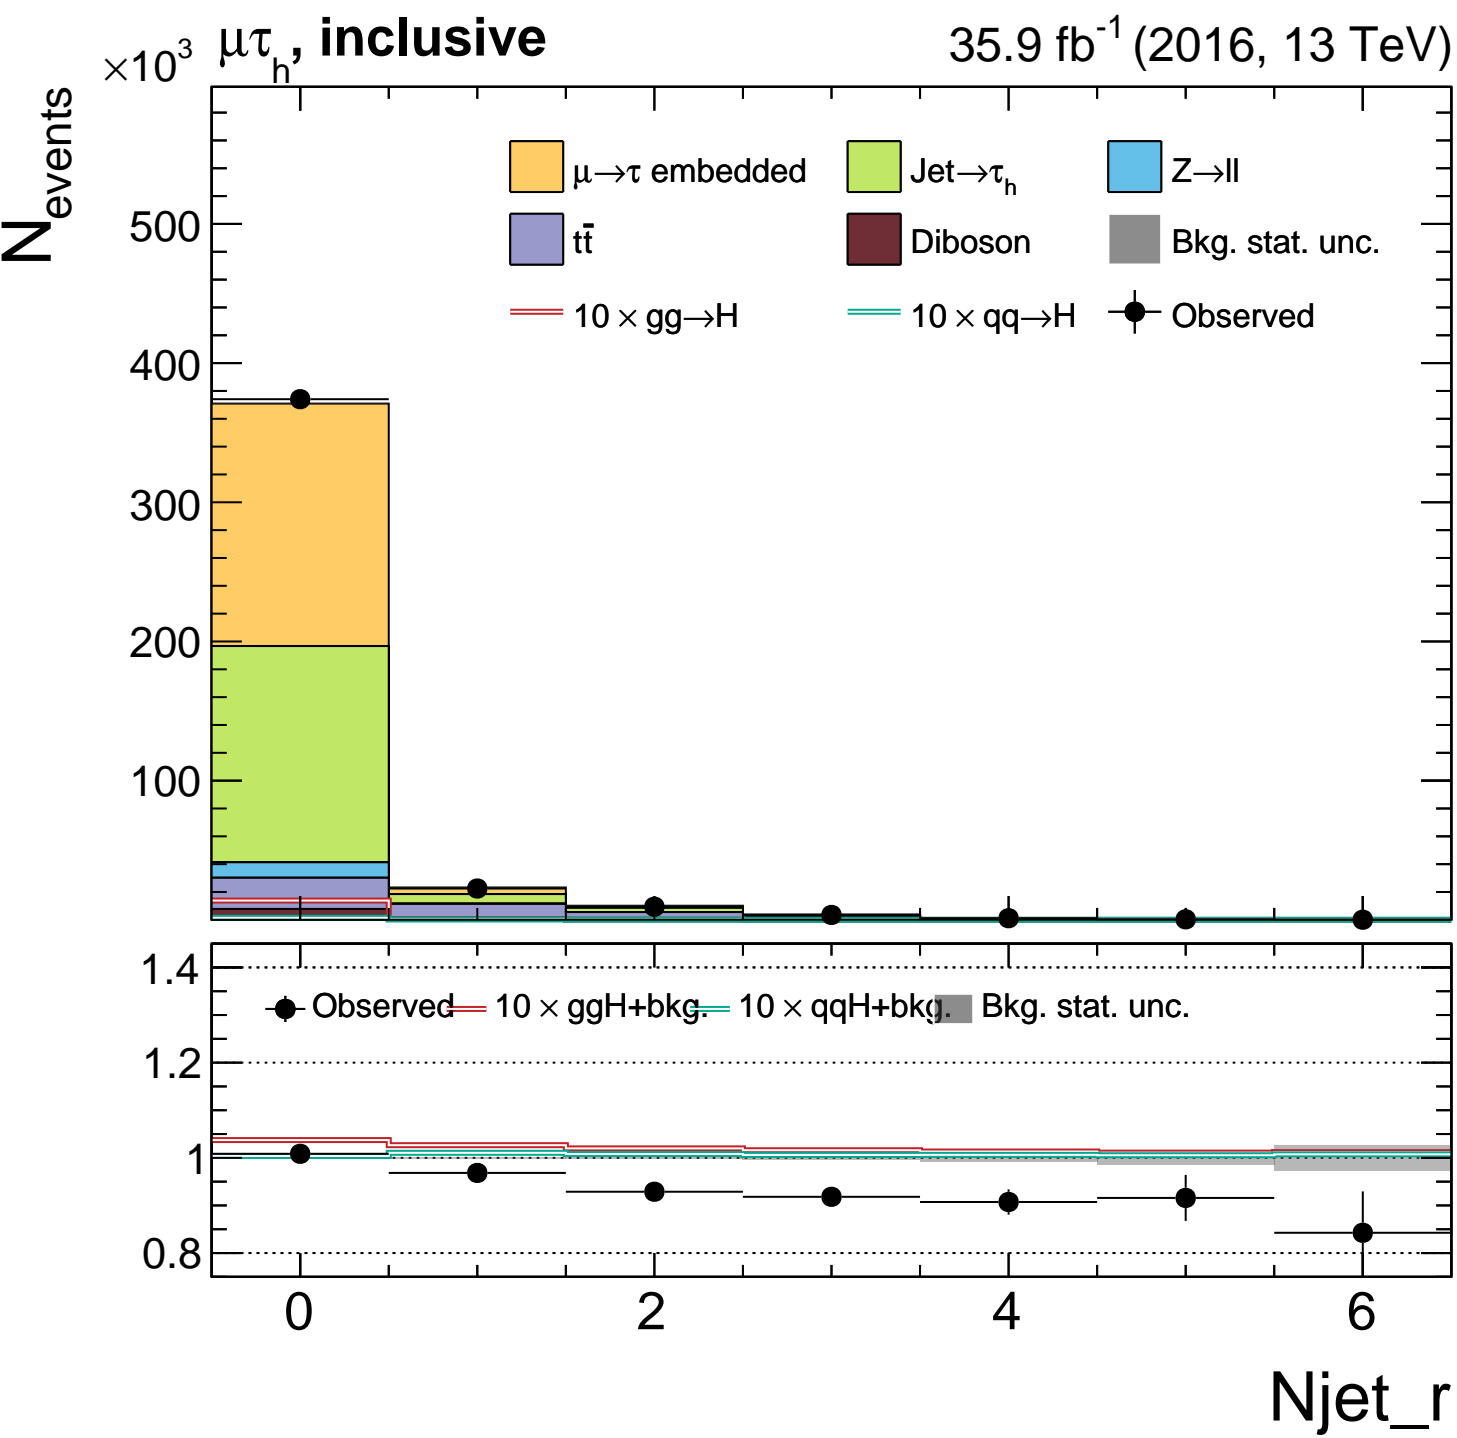 ×10³ μτₕ, inclusive 35.9 fb⁻¹ (2016, 13 TeV)
N_events
μ→τ embedded Jet→τₕ Z→ll
tt̄ Diboson Bkg. stat. unc.
10 × gg→H 10 × qq→H Observed
500
400
300
200
100
1.4
Observed 10 × ggH+bkg. 10 × qqH+bkg. Bkg. stat. unc.
1.2
1
0.8
0 2 4 6
Njet_r